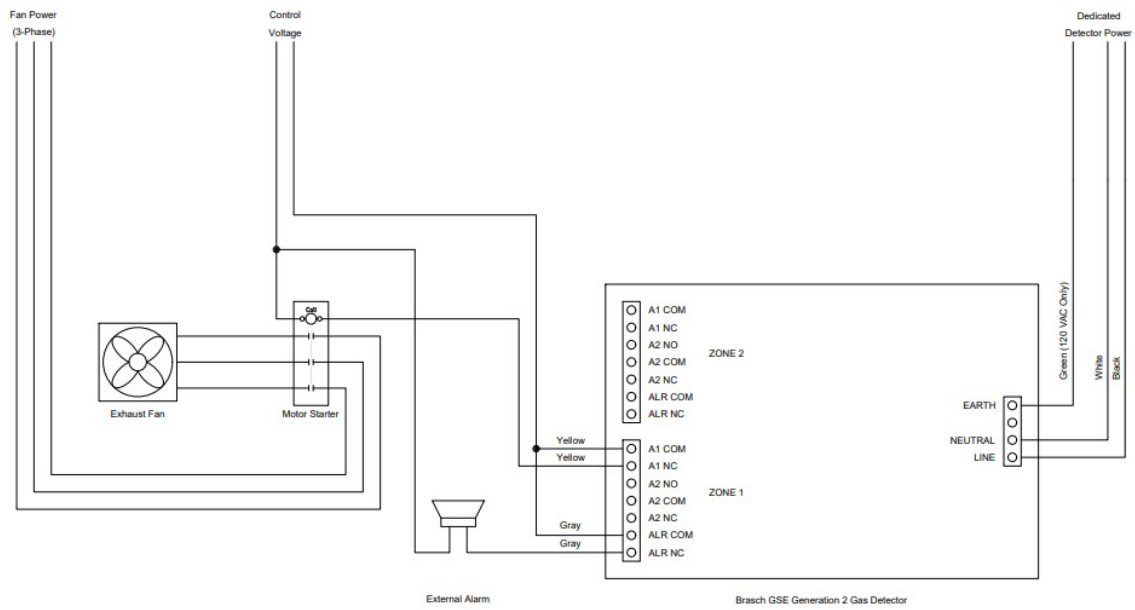 Fan Power
(3-Phase)
Control
Voltage
Dedicated
Detector Power
Green (120 VAC Only)
White
Black
Coil
Exhaust Fan
Motor Starter
A1 COM
A1 NC
A2 NO
A2 COM
A2 NC
ALR COM
ALR NC
ZONE 2
EARTH
NEUTRAL
LINE
Yellow
Yellow
A1 COM
A1 NC
A2 NO
A2 COM
A2 NC
ALR COM
ALR NC
ZONE 1
Gray
Gray
External Alarm
Brasch GSE Generation 2 Gas Detector